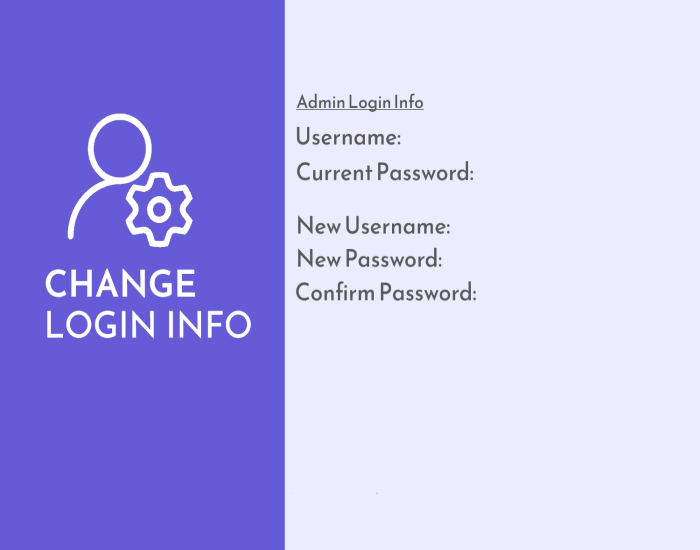 CHANGE
LOGIN INFO
Admin Login Info
Username:
Current Password:
New Username:
New Password:
Confirm Password: